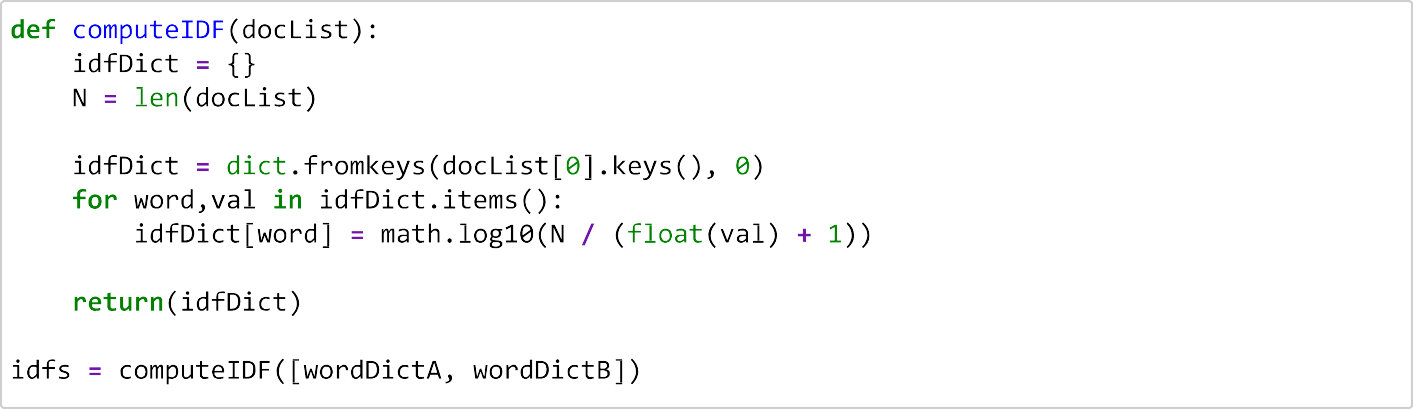 def computeIDF(docList):
    idfDict = {}
    N = len(docList)

    idfDict = dict.fromkeys(docList[0].keys(), 0)
    for word,val in idfDict.items():
        idfDict[word] = math.log10(N / (float(val) + 1))

    return(idfDict)

idfs = computeIDF([wordDictA, wordDictB])